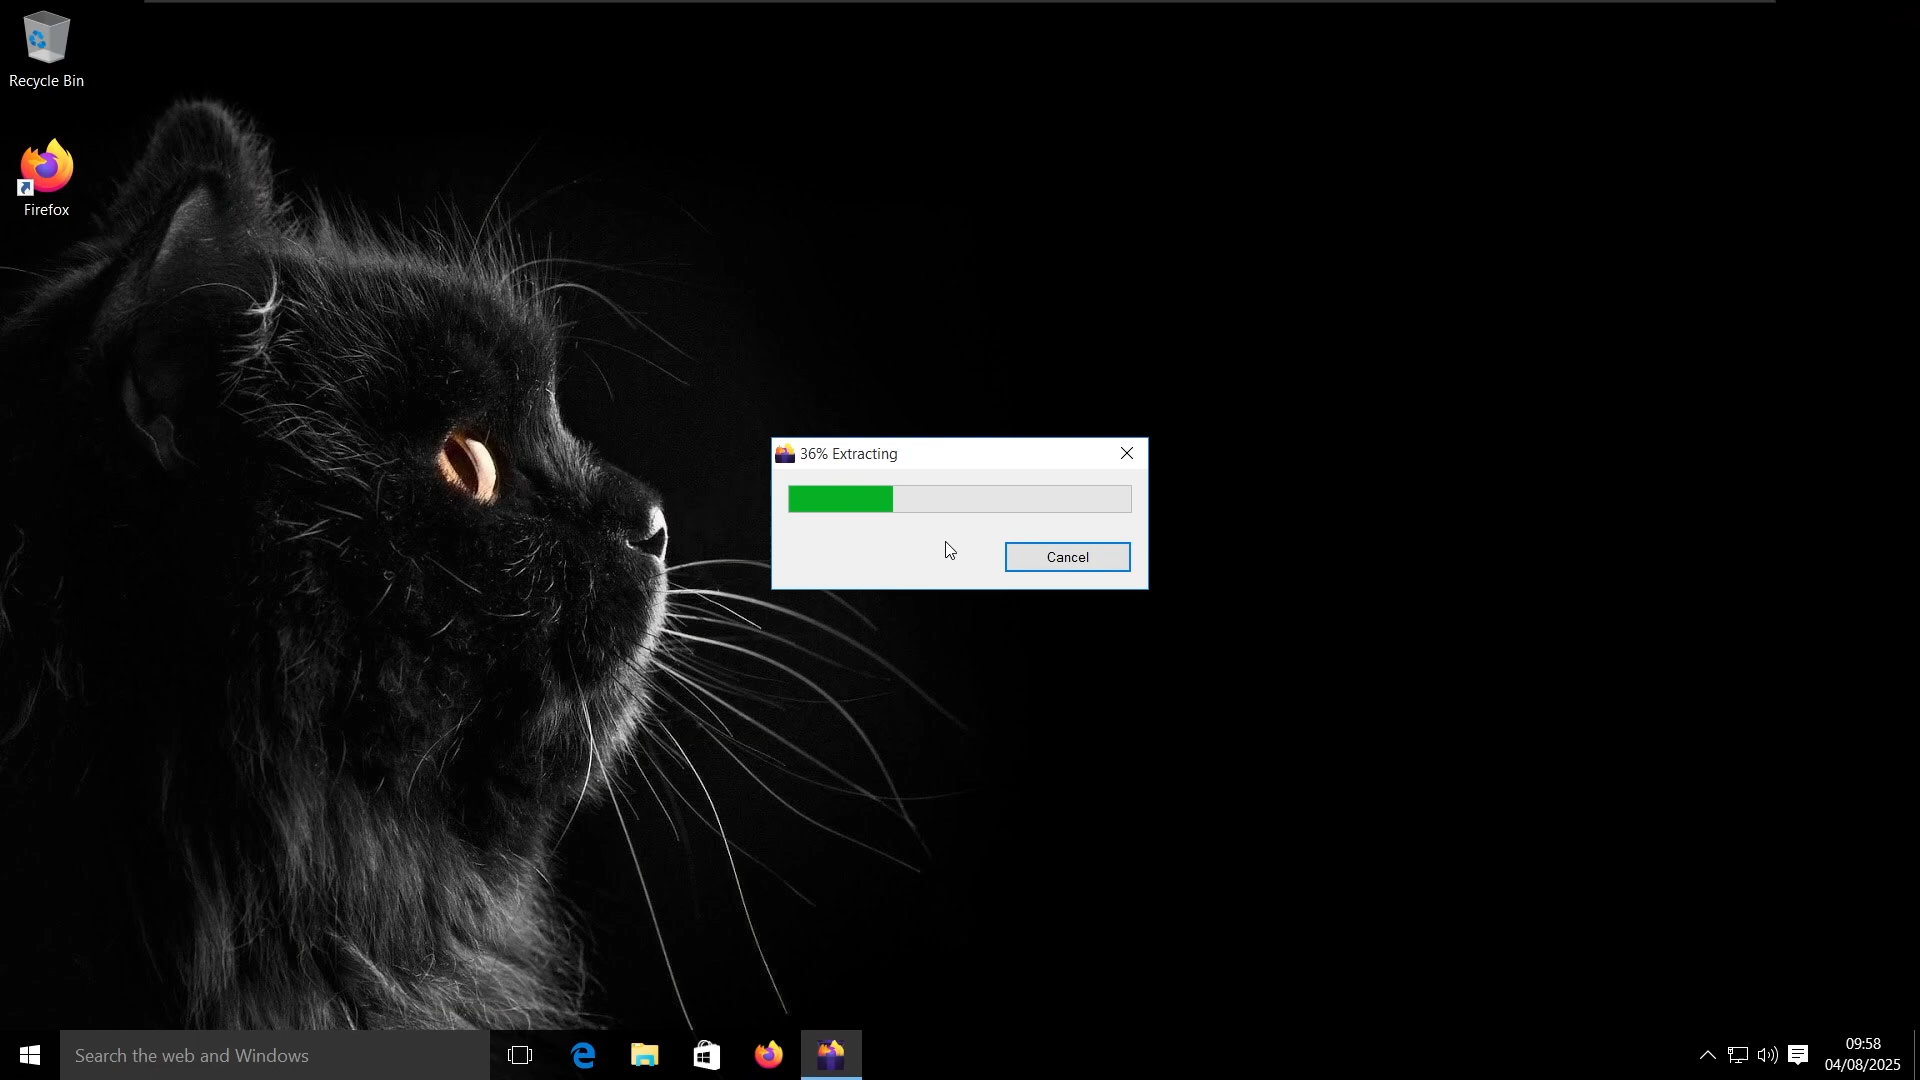 Recycle Bin
Firefox
36% Extracting
Cancel
Search the web and Windows
09:58
04/08/2025